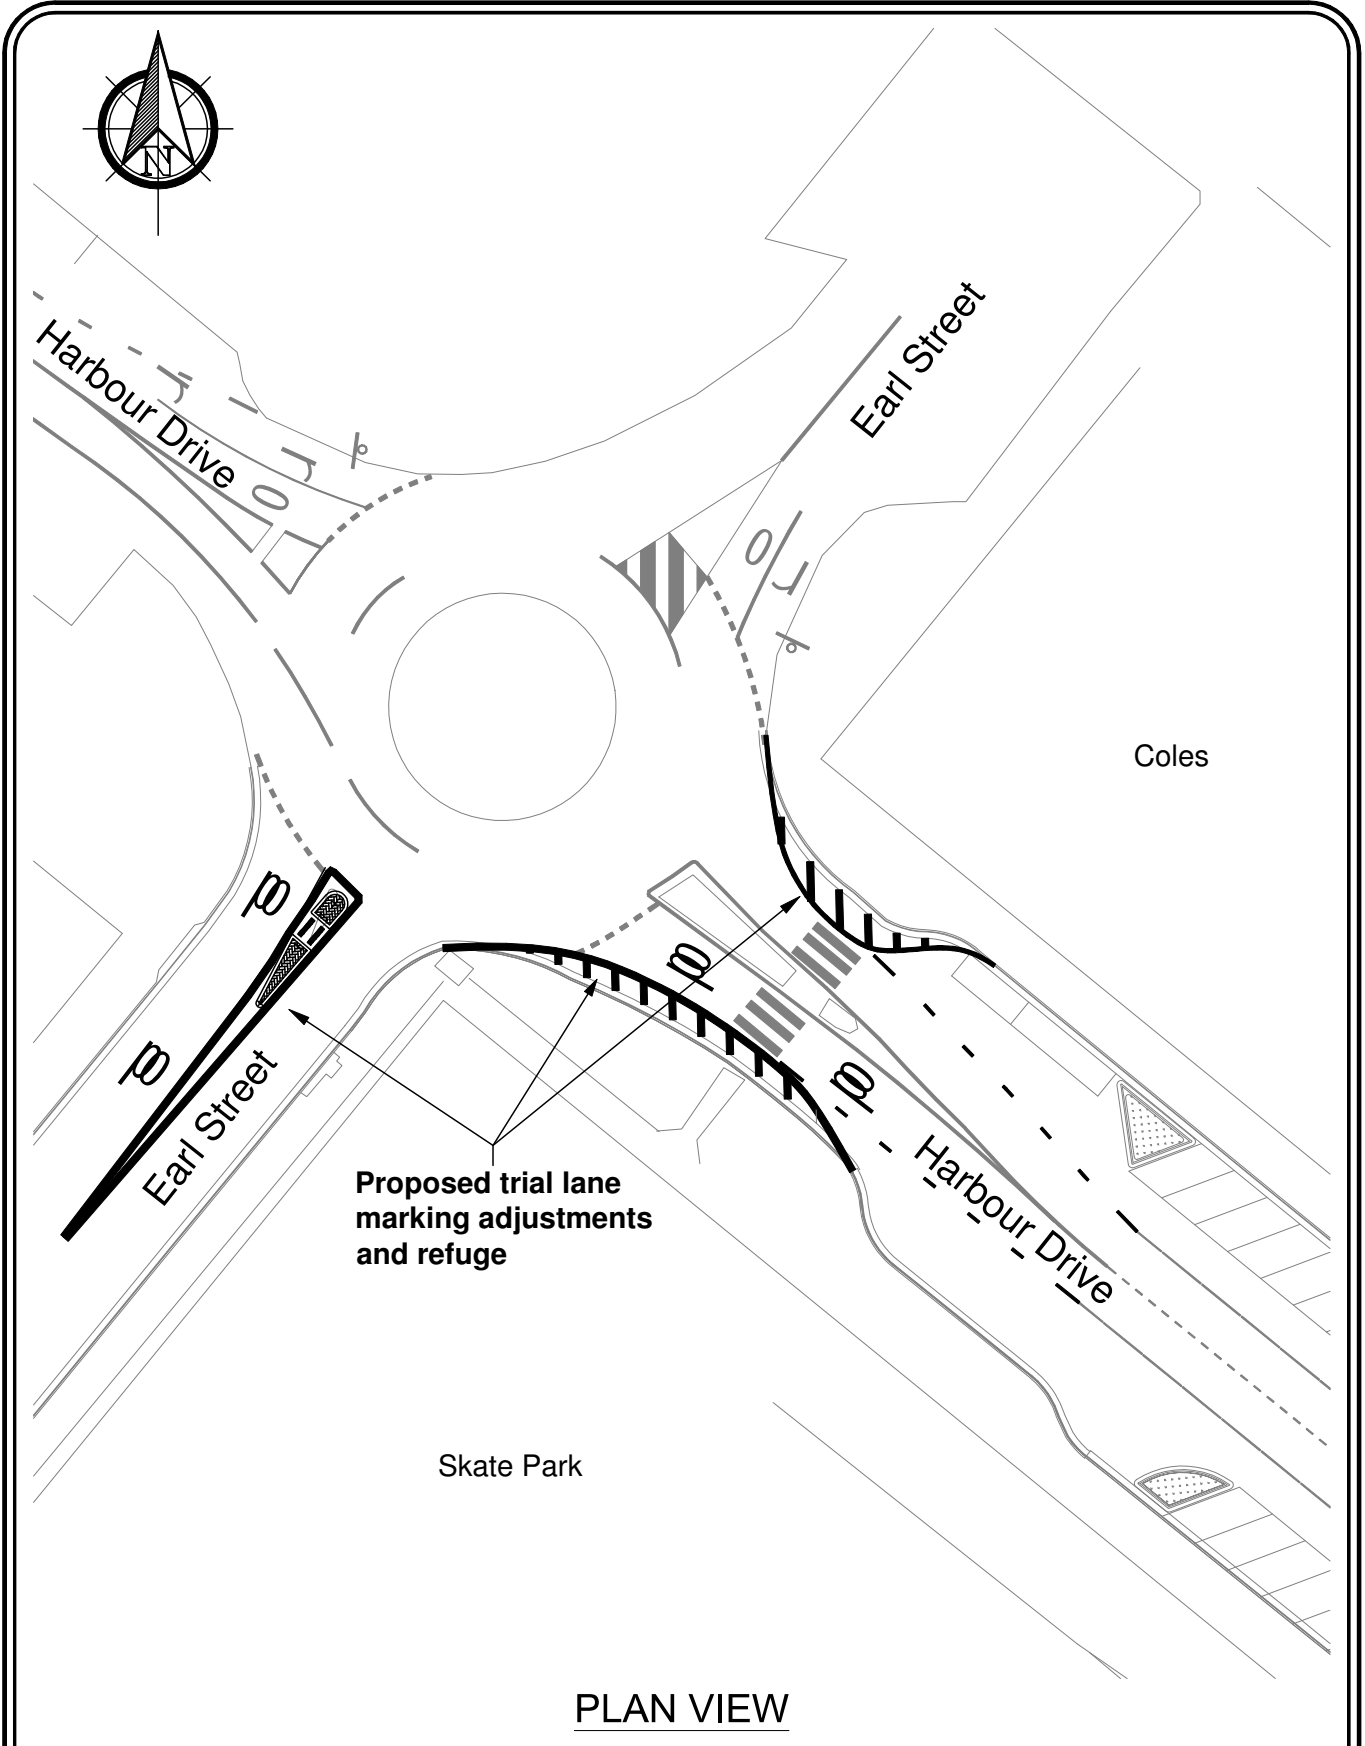 N
Harbour Drive
Earl Street
Coles
Earl Street
Harbour Drive
Proposed trial lane
marking adjustments
and refuge
Skate Park
PLAN VIEW